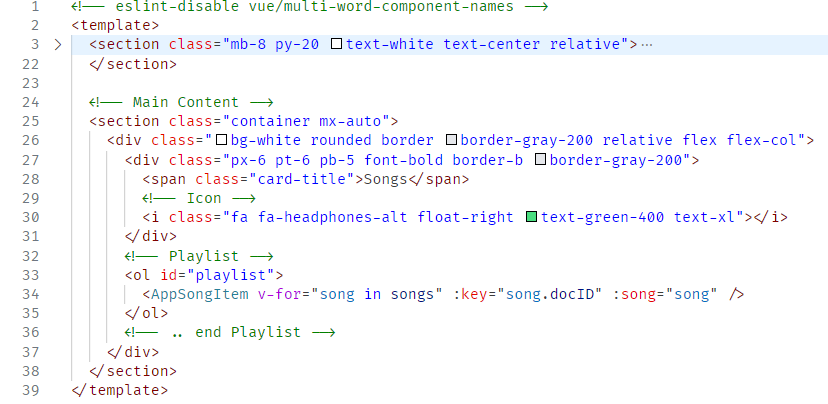 1 <!-- eslint-disable vue/multi-word-component-names -->
2 <template>
3 <section class="mb-8 py-20 text-white text-center relative">…
22 </section>
23
24 <!-- Main Content -->
25 <section class="container mx-auto">
26 <div class="bg-white rounded border border-gray-200 relative flex flex-col">
27 <div class="px-6 pt-6 pb-5 font-bold border-b border-gray-200">
28 <span class="card-title">Songs</span>
29 <!-- Icon -->
30 <i class="fa fa-headphones-alt float-right text-green-400 text-xl"></i>
31 </div>
32 <!-- Playlist -->
33 <ol id="playlist">
34 <AppSongItem v-for="song in songs" :key="song.docID" :song="song" />
35 </ol>
36 <!-- .. end Playlist -->
37 </div>
38 </section>
39 </template>